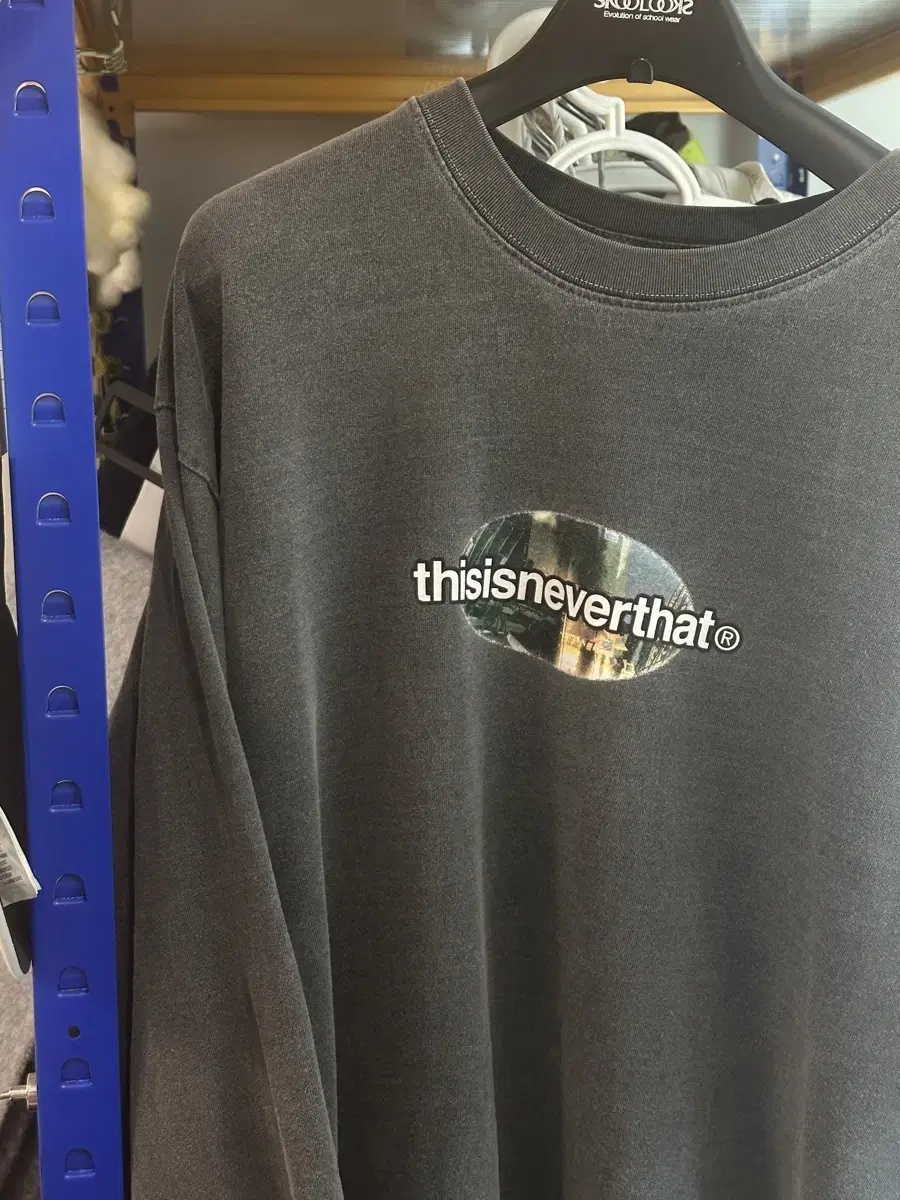 SKOOLOOKS
Evolution of school wear
thisisneverthat®